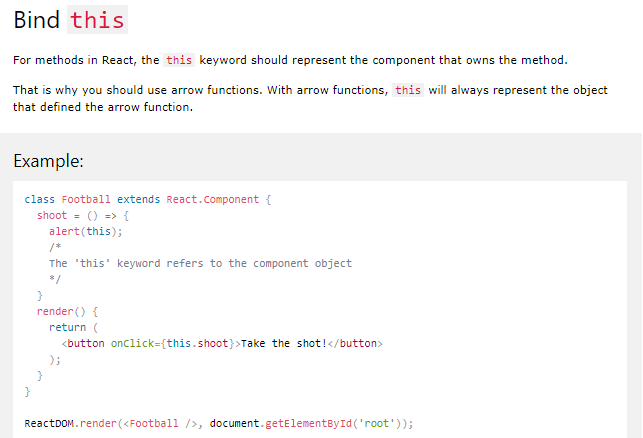 Bind this
For methods in React, the this keyword should represent the component that owns the method.
That is why you should use arrow functions. With arrow functions, this will always represent the object
that defined the arrow function.
Example:
class Football extends React.Component {
  shoot = () => {
    alert(this);
    /*
    The 'this' keyword refers to the component object
    */
  }
  render() {
    return (
      <button onClick={this.shoot}>Take the shot!</button>
    );
  }
}
ReactDOM.render(<Football />, document.getElementById('root'));